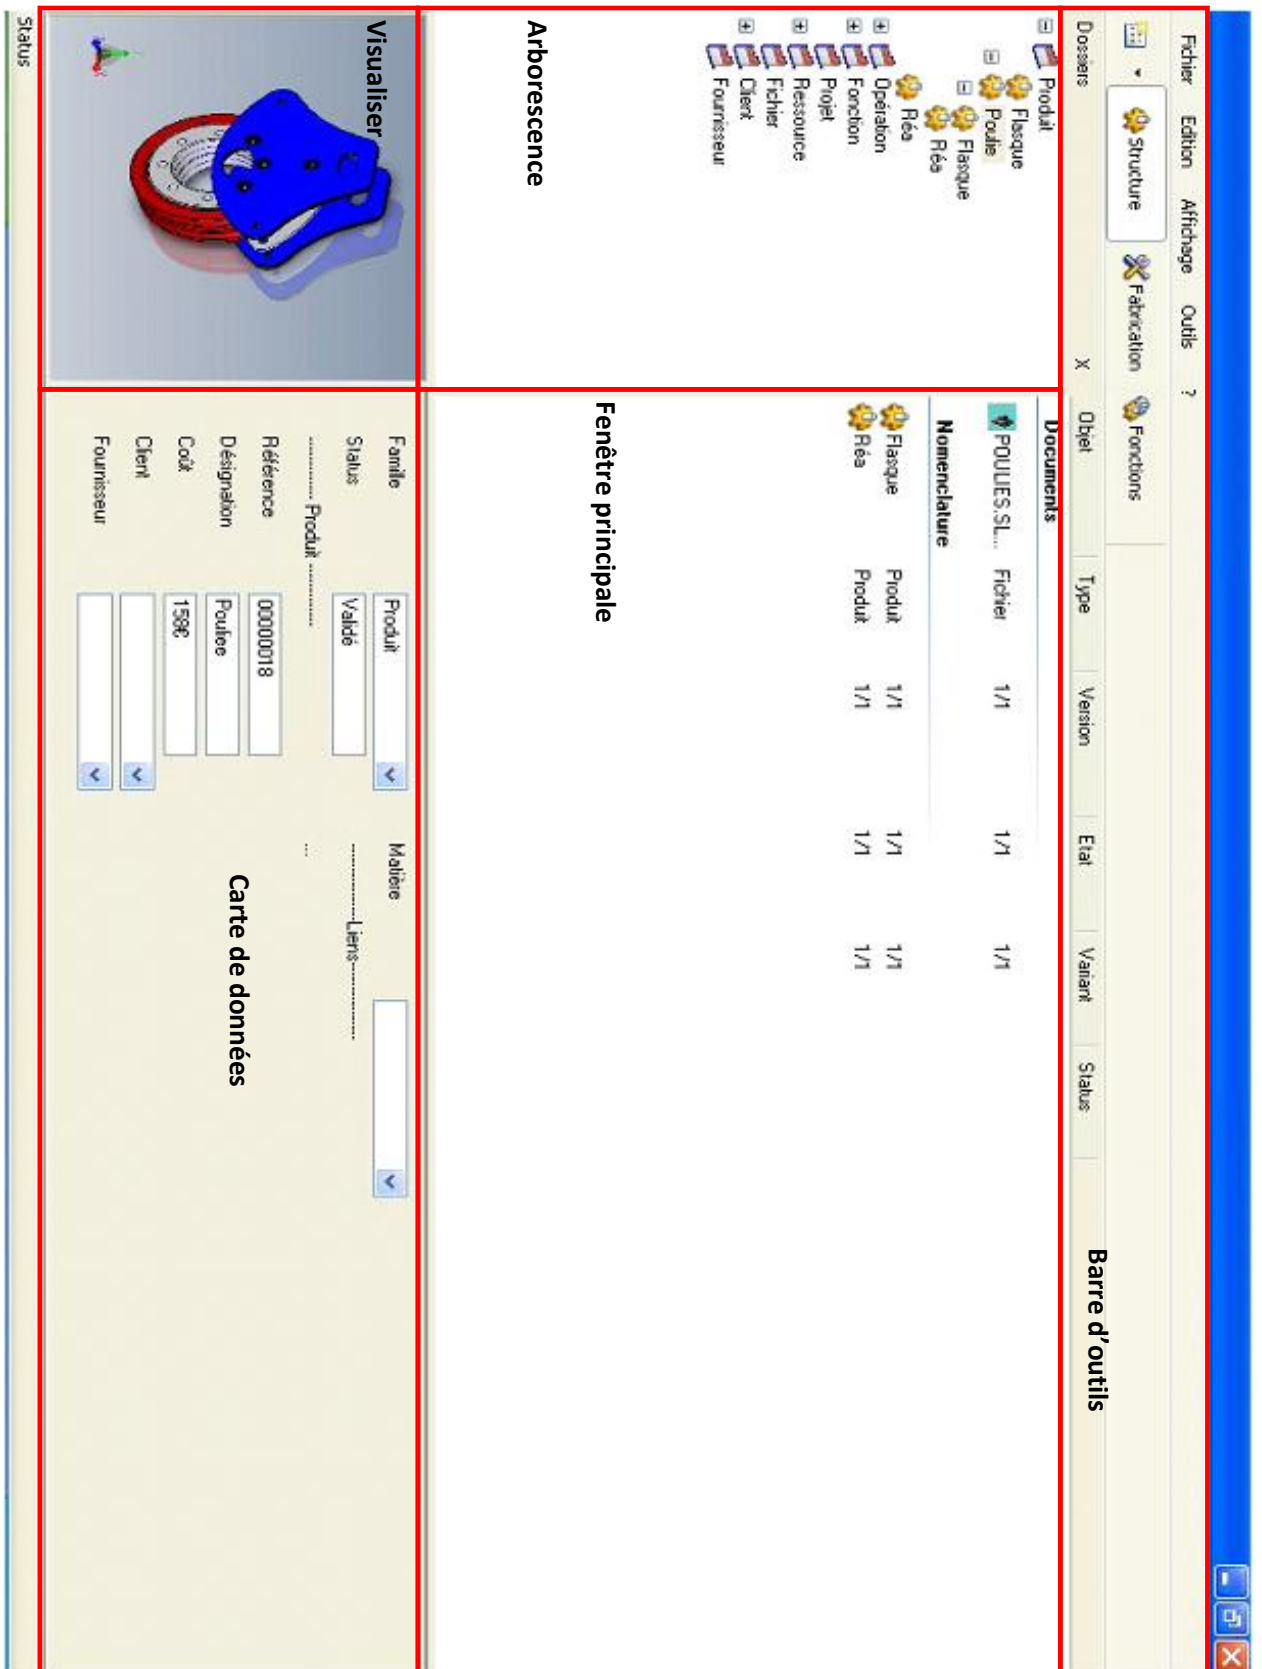 Fichier Edition Affichage Outils ?
Structure Fabrication Fonctions
Barre d'outils
Dossiers X Objet Type Version Etat Variant Status
Produit
Flasque
Poulie
Flasque
Réa
Réa
Opération
Fonction
Projet
Ressource
Fichier
Client
Fournisseur
Arborescence
Documents
POULIES.SL... Fichier 1/1 1/1 1/1
Nomenclature
Flasque Produit 1/1 1/1 1/1
Réa Produit 1/1 1/1 1/1
Fenêtre principale
Visualiser
Famille Produit Matière
Status Validé -------------Liens-------------
------------ Produit ------------ ...
Référence 00000018
Désignation Pouliee
Coût 159€
Client
Fournisseur
Carte de données
Status